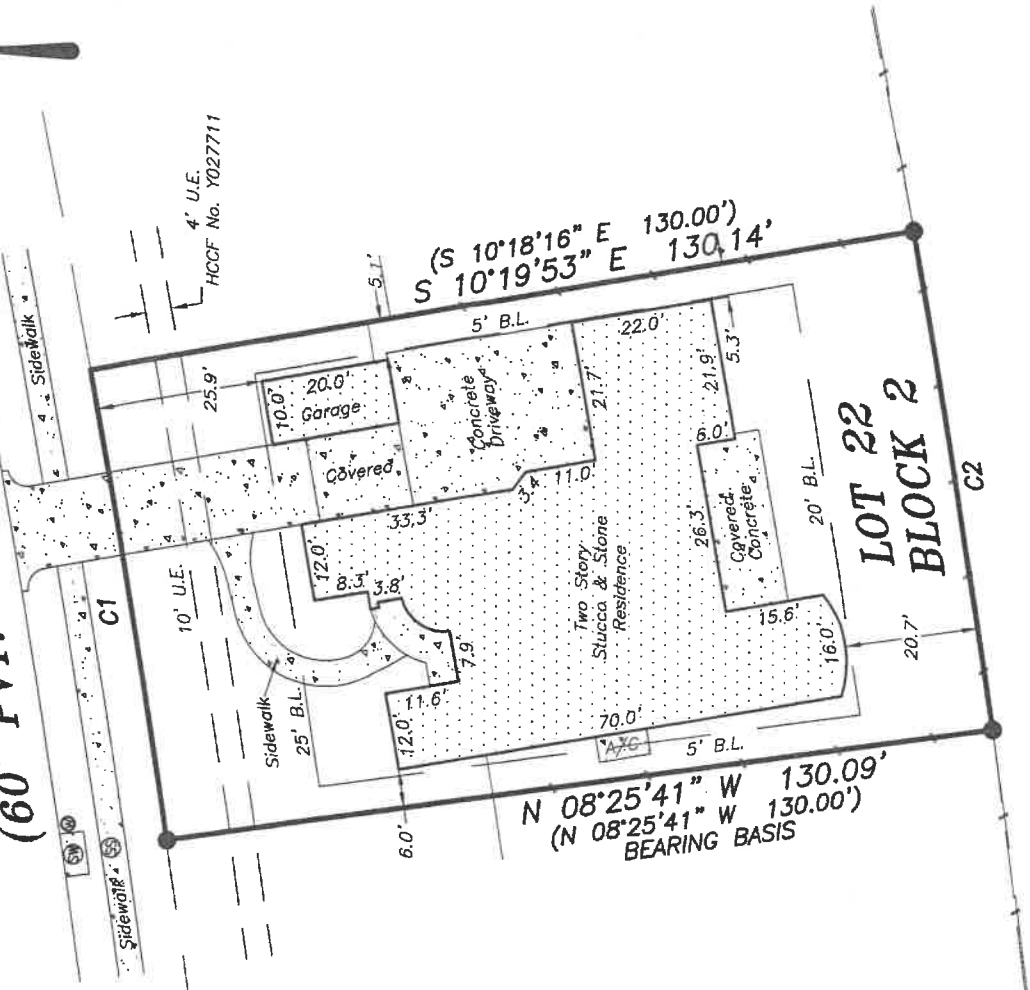 (60' PVT.
Sidewalk
4' U.E.
HCCF No. Y027711
Sidewalk
SW
W
SS
C1
10' U.E.
25.9'
5.1'
(S 10°18'16" E 130.00')
S 10°19'53" E 130.14'
5' B.L.
10.0'
20.0'
Garage
Covered
Concrete
Driveway
21.7'
22.0'
21.9'
5.3'
33.3'
3.4'
11.0'
6.0'
12.0'
8.3'
3.8'
Sidewalk
25' B.L.
7.9'
11.6'
12.0'
Two Story
Stucco & Stone
Residence
26.3'
Covered
Concrete
15.6'
16.0'
20' B.L.
20.7'
70.0'
A/C
5' B.L.
6.0'
N 08°25'41" W 130.09'
(N 08°25'41" W 130.00')
BEARING BASIS
LOT 22
BLOCK 2
C2